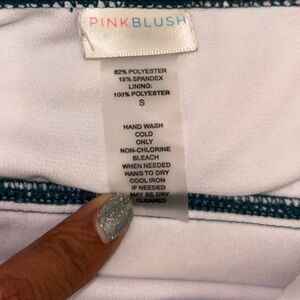 PINKBLUSH
82% POLYESTER
18% SPANDEX
LINING:
100% POLYESTER
S
HAND WASH
COLD
ONLY
NON-CHLORINE
BLEACH
WHEN NEEDED
HANG TO DRY
COOL IRON
IF NEEDED
MAY BE DRY
CLEANED